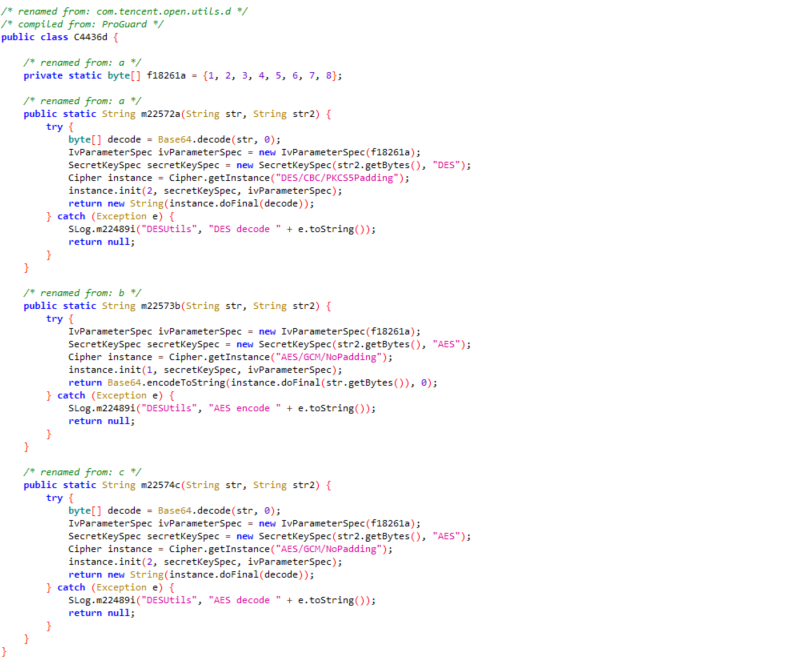 /* renamed from: com.tencent.open.utils.d */
/* compiled from: ProGuard */
public class C4436d {
/* renamed from: a */
private static byte[] f18261a = {1, 2, 3, 4, 5, 6, 7, 8};
/* renamed from: a */
public static String m22572a(String str, String str2) {
try {
byte[] decode = Base64.decode(str, 0);
IvParameterSpec ivParameterSpec = new IvParameterSpec(f18261a);
SecretKeySpec secretKeySpec = new SecretKeySpec(str2.getBytes(), "DES");
Cipher instance = Cipher.getInstance("DES/CBC/PKCS5Padding");
instance.init(2, secretKeySpec, ivParameterSpec);
return new String(instance.doFinal(decode));
} catch (Exception e) {
SLog.m22489i("DESUtils", "DES decode " + e.toString());
return null;
}
}
/* renamed from: b */
public static String m22573b(String str, String str2) {
try {
IvParameterSpec ivParameterSpec = new IvParameterSpec(f18261a);
SecretKeySpec secretKeySpec = new SecretKeySpec(str2.getBytes(), "AES");
Cipher instance = Cipher.getInstance("AES/GCM/NoPadding");
instance.init(1, secretKeySpec, ivParameterSpec);
return Base64.encodeToString(instance.doFinal(str.getBytes()), 0);
} catch (Exception e) {
SLog.m22489i("DESUtils", "AES encode " + e.toString());
return null;
}
}
/* renamed from: c */
public static String m22574c(String str, String str2) {
try {
byte[] decode = Base64.decode(str, 0);
IvParameterSpec ivParameterSpec = new IvParameterSpec(f18261a);
SecretKeySpec secretKeySpec = new SecretKeySpec(str2.getBytes(), "AES");
Cipher instance = Cipher.getInstance("AES/GCM/NoPadding");
instance.init(2, secretKeySpec, ivParameterSpec);
return new String(instance.doFinal(decode));
} catch (Exception e) {
SLog.m22489i("DESUtils", "AES decode " + e.toString());
return null;
}
}
}